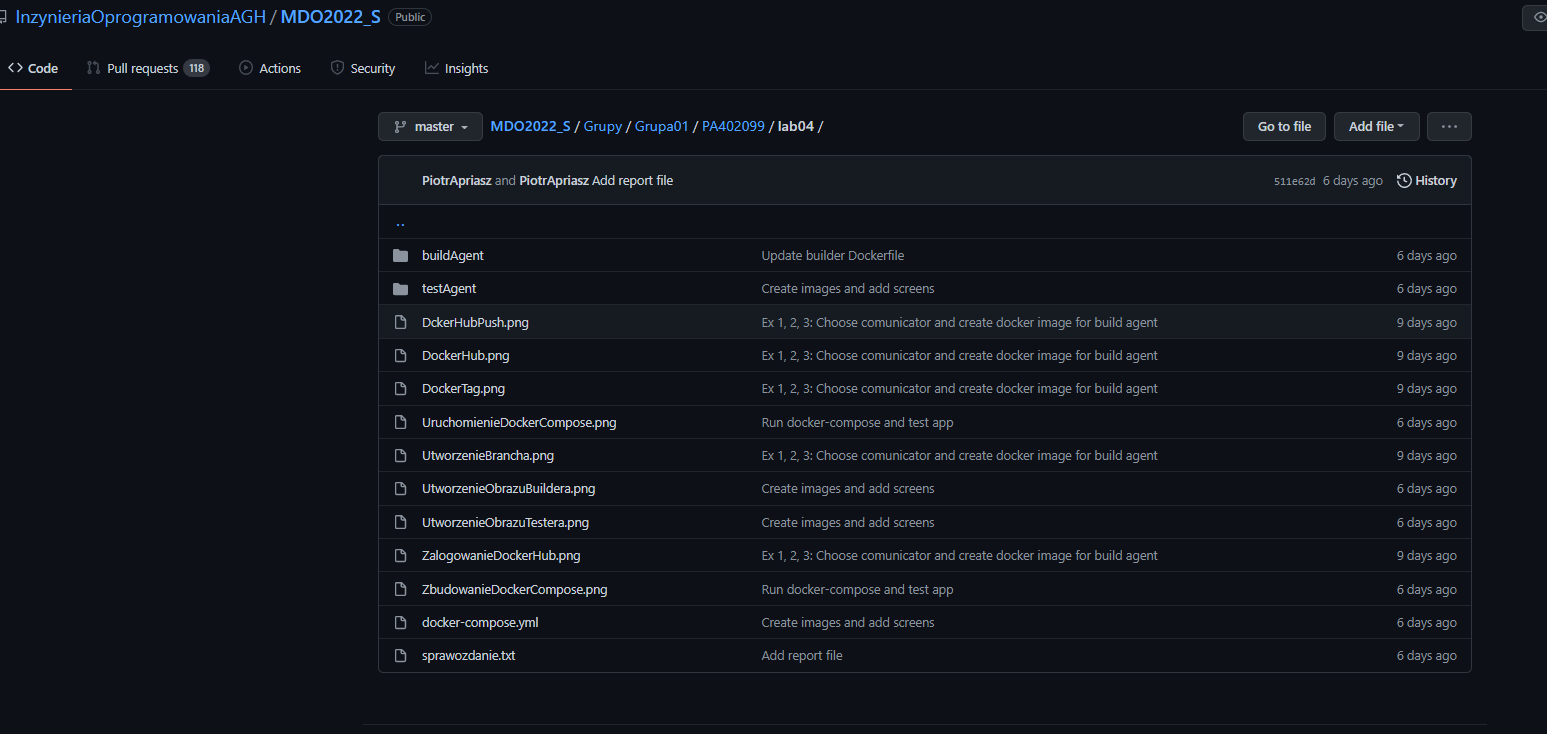 InzynieriaOprogramowaniaAGH / MDO2022_S Public
Code Pull requests 118 Actions Security Insights
master MDO2022_S / Grupy / Grupa01 / PA402099 / lab04 / Go to file Add file ...
PiotrApriasz and PiotrApriasz Add report file 511e62d 6 days ago History
..
buildAgent Update builder Dockerfile 6 days ago
testAgent Create images and add screens 6 days ago
DckerHubPush.png Ex 1, 2, 3: Choose comunicator and create docker image for build agent 9 days ago
DockerHub.png Ex 1, 2, 3: Choose comunicator and create docker image for build agent 9 days ago
DockerTag.png Ex 1, 2, 3: Choose comunicator and create docker image for build agent 9 days ago
UruchomienieDockerCompose.png Run docker-compose and test app 6 days ago
UtworzenieBrancha.png Ex 1, 2, 3: Choose comunicator and create docker image for build agent 9 days ago
UtworzenieObrazuBuildera.png Create images and add screens 6 days ago
UtworzenieObrazuTestera.png Create images and add screens 6 days ago
ZalogowanieDockerHub.png Ex 1, 2, 3: Choose comunicator and create docker image for build agent 9 days ago
ZbudowanieDockerCompose.png Run docker-compose and test app 6 days ago
docker-compose.yml Create images and add screens 6 days ago
sprawozdanie.txt Add report file 6 days ago